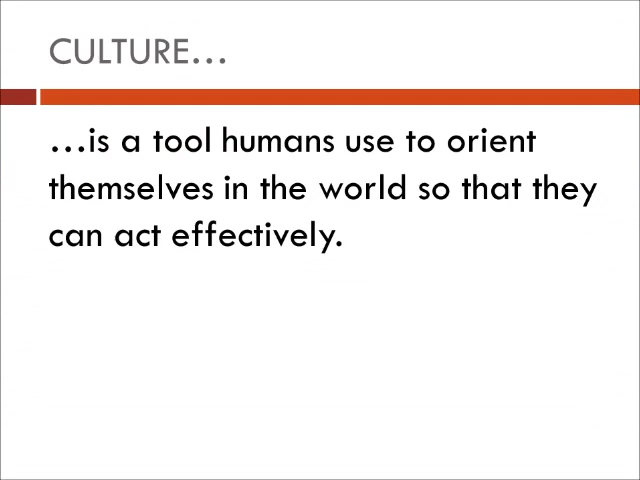 CULTURE…
…is a tool humans use to orient
themselves in the world so that they
can act effectively.